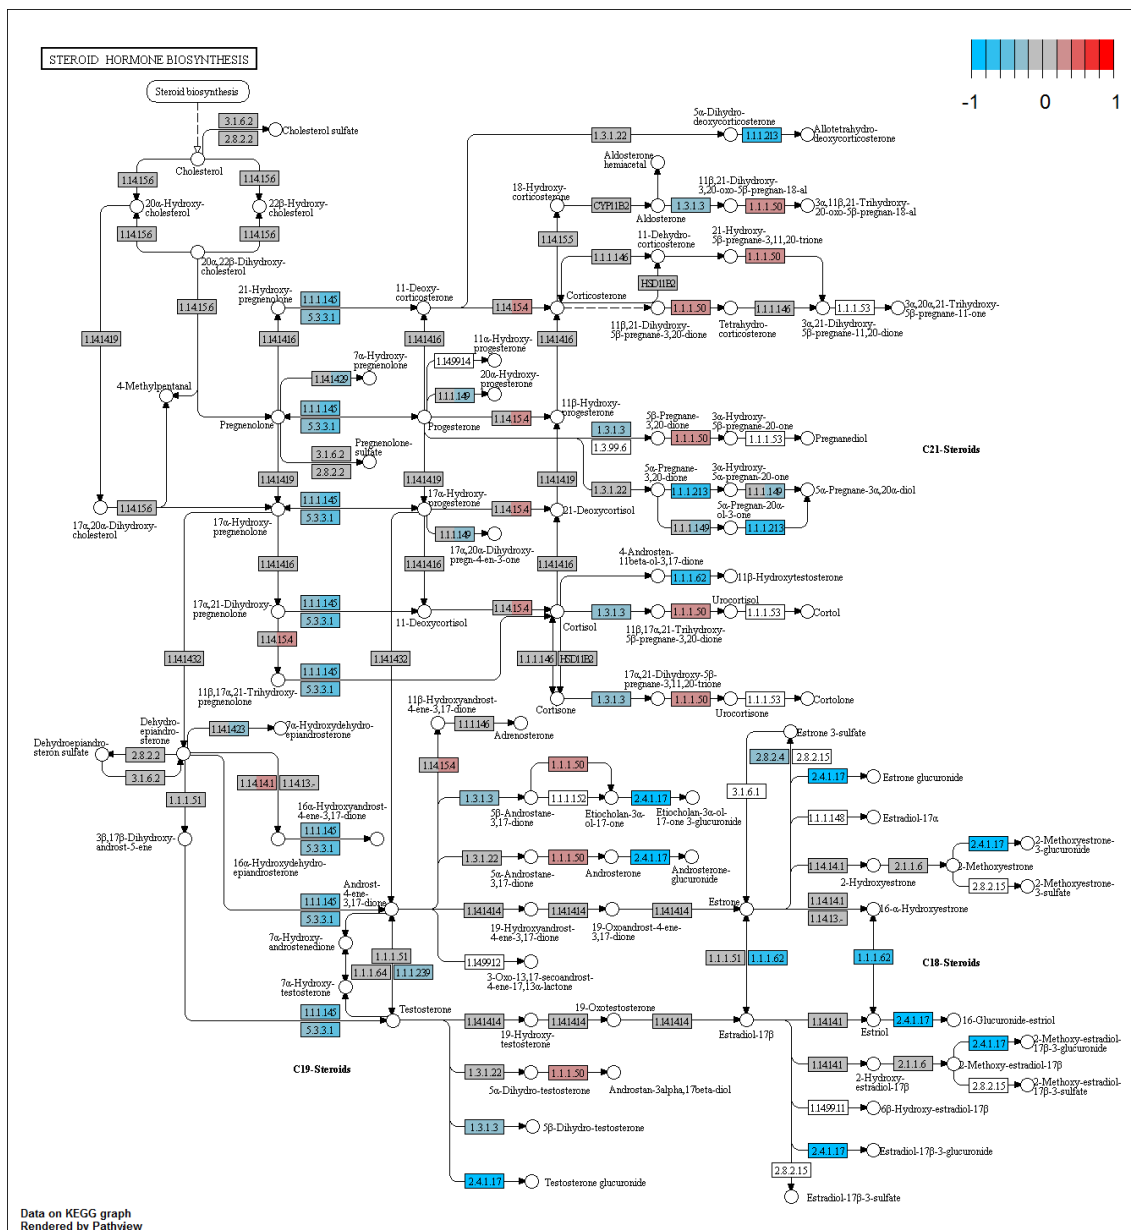 STEROID HORMONE BIOSYNTHESIS
-1 0 1
Steroid biosynthesis
3.1.6.2
2.8.2.2
Cholesterol sulfate
Cholesterol
1.14.15.6
1.14.15.6
20α-Hydroxy-
cholesterol
22β-Hydroxy-
cholesterol
1.14.15.6
1.14.15.6
20α,22β-Dihydroxy-
cholesterol
1.14.15.6
1.14.1419
4-Methylpentanal
1.14.15.6
17α,20α-Dihydroxy-
cholesterol
21-Hydroxy-
pregnenolone
1.1.1.145
5.3.3.1
11-Deoxy-
corticosterone
1.14.1416
1.14.1416
1.14.1416
1.3.1.22
5α-Dihydro-
deoxycorticosterone
1.1.1.213
Allotetrahydro-
deoxycorticosterone
Aldosterone
hemiacetal
18-Hydroxy-
corticosterone
CYP11B2
Aldosterone
1.3.1.3
11β,21-Dihydroxy-
3,20-oxo-5β-pregnan-18-al
1.1.1.50
3α,11β,21-Trihydroxy-
20-oxo-5β-pregnan-18-al
1.14.15.5
11-Dehydro-
corticosterone
1.1.1.146
21-Hydroxy-
5β-pregnane-3,11,20-trione
1.1.1.50
HSD11B2
1.14.15.4
Corticosterone
1.1.1.50
11β,21-Dihydroxy-
5β-pregnane-3,20-dione
Tetrahydro-
corticosterone
1.1.1.146
3α,21-Dihydroxy-
5β-pregnane-11,20-dione
1.1.1.53
3α,20α,21-Trihydroxy-
5β-pregnane-11-one
7α-Hydroxy-
pregnenolone
1.14.1429
11α-Hydroxy-
progesterone
1.14.99.14
20α-Hydroxy-
progesterone
1.1.1.149
Pregnenolone
1.1.1.145
5.3.3.1
Progesterone
1.14.15.4
11β-Hydroxy-
progesterone
Pregnenolone-
sulfate
3.1.6.2
2.8.2.2
1.3.1.3
1.3.99.6
5β-Pregnane-
3,20-dione
1.1.1.50
3α-Hydroxy-
5β-pregnane-20-one
1.1.1.53
Pregnanediol
C21-Steroids
1.14.1419
1.14.1419
1.14.1419
1.3.1.22
5α-Pregnane-
3,20-dione
1.1.1.213
3α-Hydroxy-
5α-pregnan-20-one
1.1.1.149
5α-Pregnane-3α,20α-diol
1.1.1.149
5α-Pregnan-20α-
ol-3-one
1.1.1.213
17α-Hydroxy-
pregnenolone
1.1.1.145
5.3.3.1
17α-Hydroxy-
progesterone
1.14.15.4
21-Deoxycortisol
1.1.1.149
17α,20α-Dihydroxy-
pregn-4-en-3-one
1.14.1416
1.14.1416
1.14.1416
4-Androsten-
11beta-ol-3,17-dione
1.1.1.62
11β-Hydroxytestosterone
17α,21-Dihydroxy-
pregnenolone
1.1.1.145
5.3.3.1
11-Deoxycortisol
1.14.15.4
Cortisol
1.3.1.3
11β,17α,21-Trihydroxy-
5β-pregnane-3,20-dione
1.1.1.50
Urocortisol
1.1.1.53
Cortol
1.14.15.4
1.14.1432
1.14.1432
1.1.1.146
HSD11B2
1.1.1.145
5.3.3.1
11β,17α,21-Trihydroxy-
pregnenolone
Cortisone
1.3.1.3
17α,21-Dihydroxy-5β-
pregnane-3,11,20-trione
1.1.1.50
Urocortisone
1.1.1.53
Cortolone
11β-Hydroxyandrost-
4-ene-3,17-dione
1.1.1.146
Adrenosterone
Dehydro-
epiandro-
sterone
1.14.1423
7α-Hydroxydehydro-
epiandrosterone
Dehydroepiandro-
steron sulfate
2.8.2.2
3.1.6.2
1.1.1.51
1.14.14.1
1.14.13.-
16α-Hydroxyandrost-
4-ene-3,17-dione
1.1.1.145
5.3.3.1
16α-Hydroxydehydro-
epiandrosterone
3β,17β-Dihydroxy-
androst-5-ene
1.14.15.4
1.1.1.50
1.3.1.3
5β-Androstane-
3,17-dione
1.1.1.152
Etiocholan-3α-
ol-17-one
2.4.1.17
Etiocholan-3α-ol-
17-one 3-glucuronide
1.3.1.22
5α-Androstane-
3,17-dione
1.1.1.50
Androsterone
2.4.1.17
Androsterone-
glucuronide
Estrone 3-sulfate
2.8.2.4
2.8.2.15
3.1.6.1
2.4.1.17
Estrone glucuronide
1.1.1.148
Estradiol-17α
1.14.14.1
2-Hydroxyestrone
2.1.1.6
2-Methoxyestrone
2.4.1.17
2-Methoxyestrone-
3-glucuronide
2.8.2.15
2-Methoxyestrone-
3-sulfate
1.1.1.145
5.3.3.1
Androst-
4-ene-
3,17-dione
1.14.1414
19-Hydroxyandrost-
4-ene-3,17-dione
1.14.1414
19-Oxoandrost-4-ene-
3,17-dione
1.14.1414
Estrone
1.14.14.1
1.14.13.-
16-α-Hydroxyestrone
7α-Hydroxy-
androstenedione
1.1.1.51
1.1.1.64
1.1.1.239
1.14.99.12
3-Oxo-13,17-secoandrost-
4-ene-17,13α-lactone
1.1.1.51
1.1.1.62
1.1.1.62
C18-Steroids
7α-Hydroxy-
testosterone
1.1.1.145
5.3.3.1
Testosterone
1.14.1414
19-Hydroxy-
testosterone
1.14.1414
19-Oxotestosterone
1.14.1414
Estradiol-17β
1.14.14.1
Estriol
2.4.1.17
16-Glucuronide-estriol
C19-Steroids
1.3.1.22
5α-Dihydro-testosterone
1.1.1.50
Androstan-3alpha,17beta-diol
1.14.14.1
2-Hydroxy-
estradiol-17β
2.1.1.6
2-Methoxy-estradiol-17β
2.4.1.17
2-Methoxy-estradiol-
17β-3-glucuronide
2.8.2.15
2-Methoxy-estradiol-
17β-3-sulfate
1.3.1.3
5β-Dihydro-testosterone
1.14.99.11
6β-Hydroxy-estradiol-17β
2.4.1.17
Testosterone glucuronide
2.4.1.17
Estradiol-17β-3-glucuronide
2.8.2.15
Estradiol-17β-3-sulfate
Data on KEGG graph
Rendered by Pathview